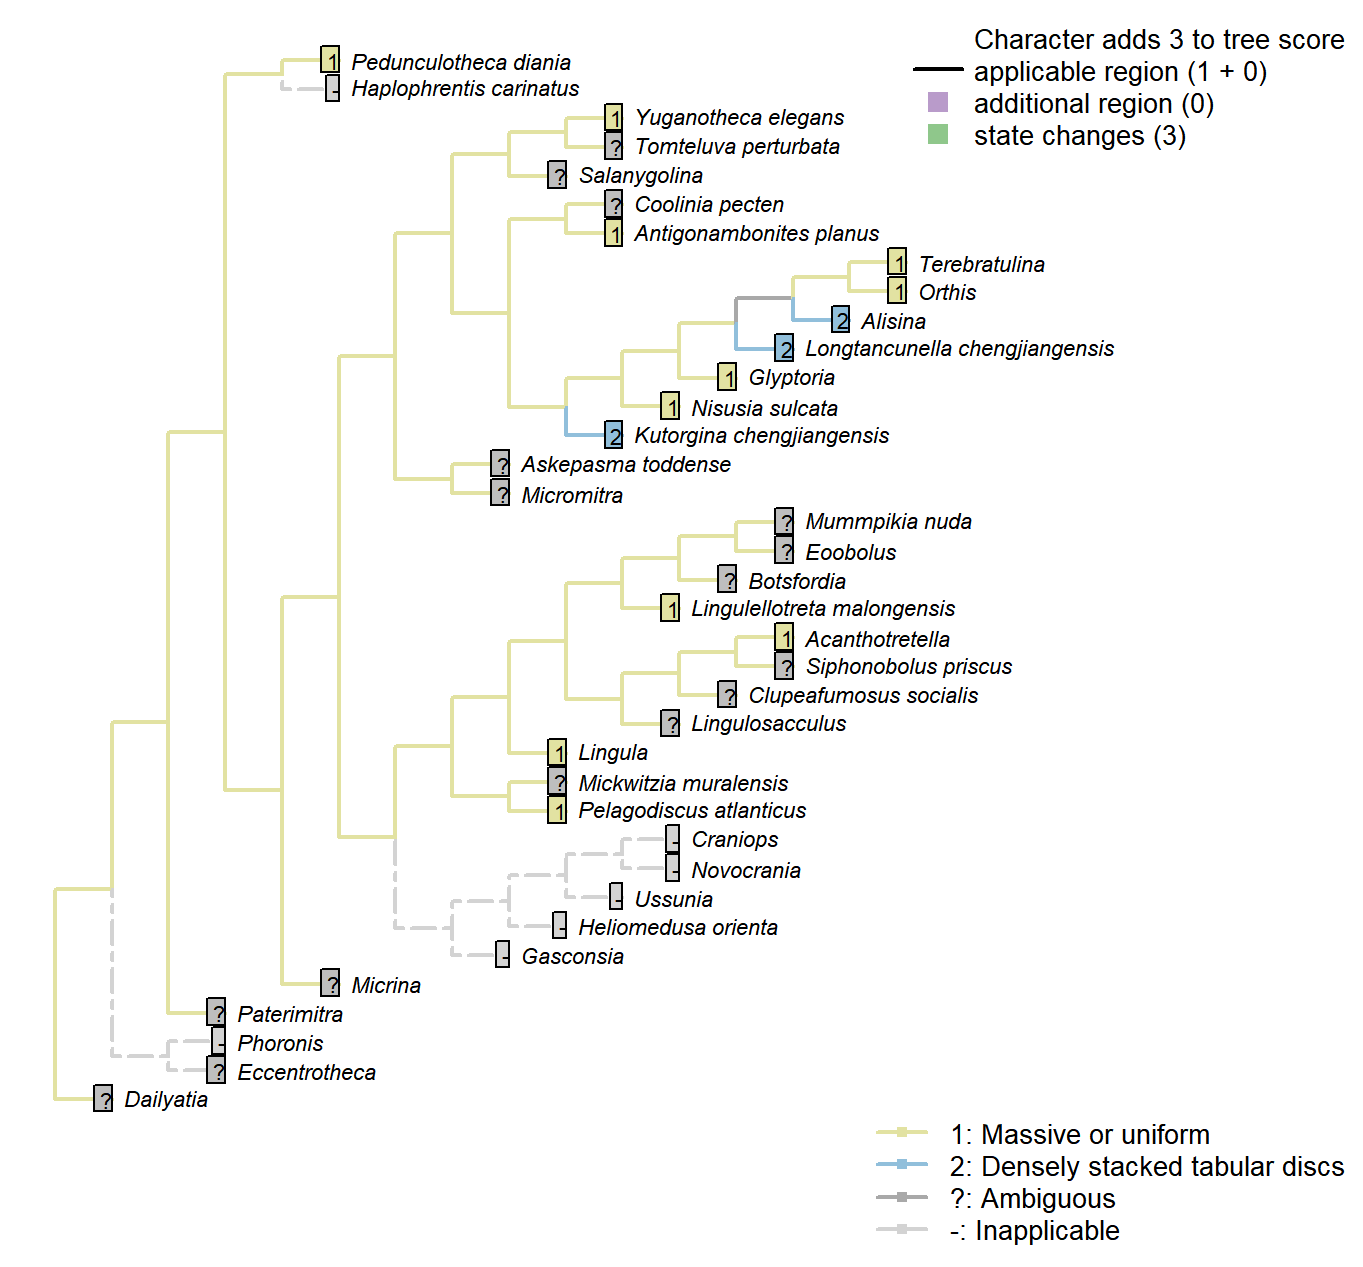 Character adds 3 to tree score
applicable region (1 + 0)
additional region (0)
state changes (3)
1 Pedunculotheca diania
- Haplophrentis carinatus
1 Yuganotheca elegans
? Tomteluva perturbata
? Salanygolina
? Coolinia pecten
1 Antigonambonites planus
1 Terebratulina
1 Orthis
2 Alisina
2 Longtancunella chengjiangensis
1 Glyptoria
1 Nisusia sulcata
2 Kutorgina chengjiangensis
? Askepasma toddense
? Micromitra
? Mummpikia nuda
? Eoobolus
? Botsfordia
1 Lingulellotreta malongensis
1 Acanthotretella
? Siphonobolus priscus
? Clupeafumosus socialis
? Lingulosacculus
1 Lingula
? Mickwitzia muralensis
1 Pelagodiscus atlanticus
- Craniops
- Novocrania
- Ussunia
- Heliomedusa orienta
- Gasconsia
? Micrina
? Paterimitra
- Phoronis
? Eccentrotheca
? Dailyatia
1: Massive or uniform
2: Densely stacked tabular discs
?: Ambiguous
-: Inapplicable